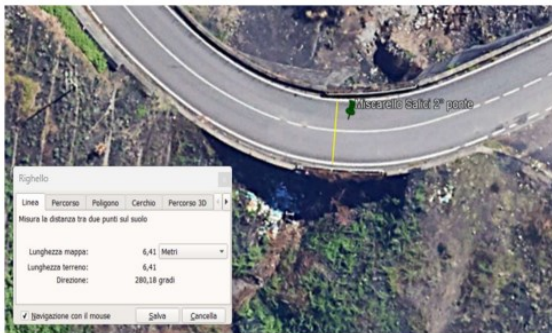 Miscarello Salici 2° ponte
Righello
Linea Percorso Poligono Cerchio Percorso 3D
Misura la distanza tra due punti sul suolo
Lunghezza mappa: 6,41 Metri
Lunghezza terreno: 6,41
Direzione: 280,18 gradi
Navigazione con il mouse Salva Cancella